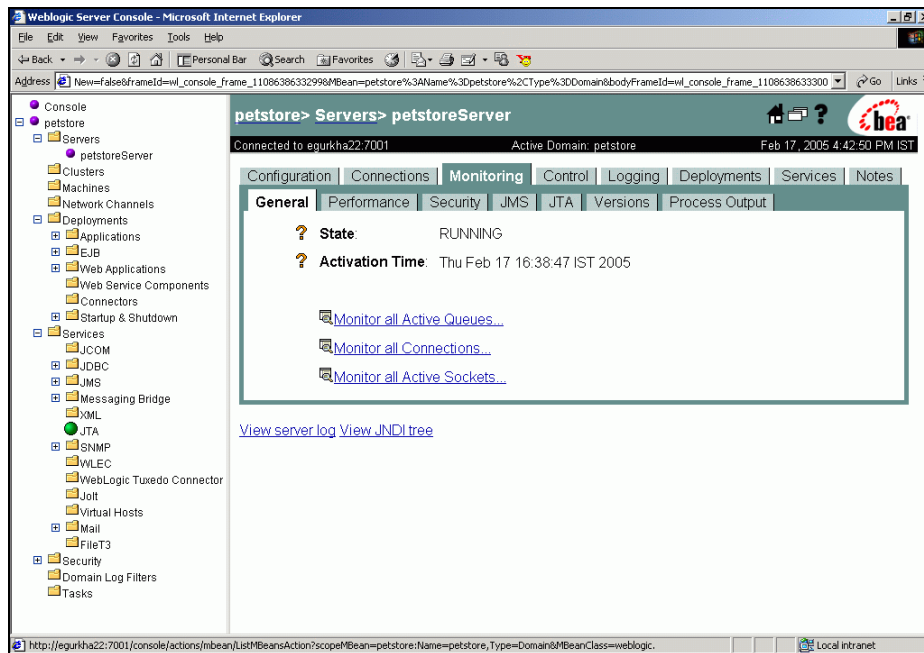 Weblogic Server Console - Microsoft Internet Explorer
File Edit View Favorites Tools Help
Back Personal Bar Search Favorites
Address New=false&frameId=wl_console_frame_1108638633299&MBean=petstore%3AName%3Dpetstore%2CType%3DDomain&bodyFrameId=wl_console_frame_1108638633300 Go Links
Console
petstore
Servers
petstoreServer
Clusters
Machines
Network Channels
Deployments
Applications
EJB
Web Applications
Web Service Components
Connectors
Startup & Shutdown
Services
JCOM
JDBC
JMS
Messaging Bridge
XML
JTA
SNMP
WLEC
WebLogic Tuxedo Connector
Jolt
Virtual Hosts
Mail
FileT3
Security
Domain Log Filters
Tasks
petstore> Servers> petstoreServer
? bea
Connected to egurkha22:7001 Active Domain: petstore Feb 17, 2005 4:42:50 PM IST
Configuration Connections Monitoring Control Logging Deployments Services Notes
General Performance Security JMS JTA Versions Process Output
? State: RUNNING
? Activation Time: Thu Feb 17 16:38:47 IST 2005
Monitor all Active Queues...
Monitor all Connections...
Monitor all Active Sockets...
View server log View JNDI tree
http://egurkha22:7001/console/actions/mbean/ListMBeansAction?scopeMBean=petstore:Name=petstore,Type=Domain&MBeanClass=weblogic. Local intranet